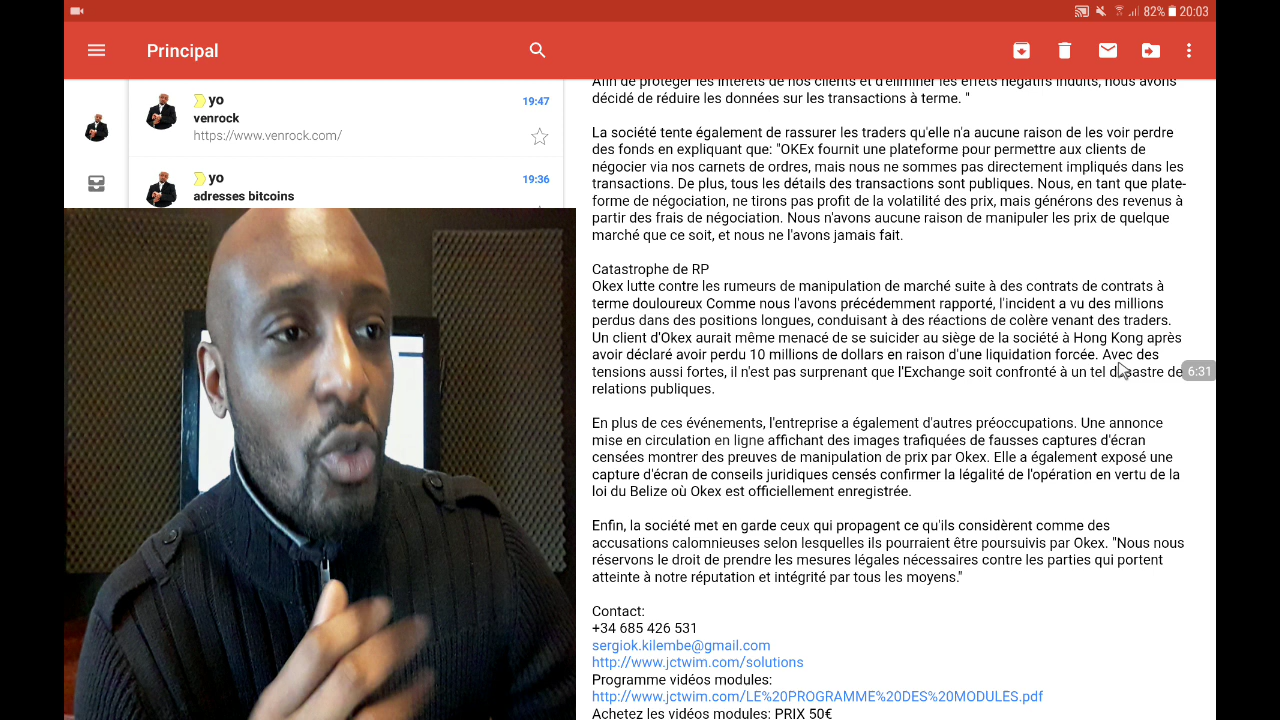 82% 20:03
Principal
yo 19:47
venrock
https://www.venrock.com/
yo 19:36
adresses bitcoins
Afin de protéger les intérêts de nos clients et d'éliminer les effets négatifs induits, nous avons
décidé de réduire les données sur les transactions à terme. "
La société tente également de rassurer les traders qu'elle n'a aucune raison de les voir perdre
des fonds en expliquant que: "OKEx fournit une plateforme pour permettre aux clients de
négocier via nos carnets de ordres, mais nous ne sommes pas directement impliqués dans les
transactions. De plus, tous les détails des transactions sont publiques. Nous, en tant que plate-
forme de négociation, ne tirons pas profit de la volatilité des prix, mais générons des revenus à
partir des frais de négociation. Nous n'avons aucune raison de manipuler les prix de quelque
marché que ce soit, et nous ne l'avons jamais fait.
Catastrophe de RP
Okex lutte contre les rumeurs de manipulation de marché suite à des contrats de contrats à
terme douloureux Comme nous l'avons précédemment rapporté, l'incident a vu des millions
perdus dans des positions longues, conduisant à des réactions de colère venant des traders.
Un client d'Okex aurait même menacé de se suicider au siège de la société à Hong Kong après
avoir déclaré avoir perdu 10 millions de dollars en raison d'une liquidation forcée. Avec des
tensions aussi fortes, il n'est pas surprenant que l'Exchange soit confronté à un tel désastre de
relations publiques.
6:31
En plus de ces événements, l'entreprise a également d'autres préoccupations. Une annonce
mise en circulation en ligne affichant des images trafiquées de fausses captures d'écran
censées montrer des preuves de manipulation de prix par Okex. Elle a également exposé une
capture d'écran de conseils juridiques censés confirmer la légalité de l'opération en vertu de la
loi du Belize où Okex est officiellement enregistrée.
Enfin, la société met en garde ceux qui propagent ce qu'ils considèrent comme des
accusations calomnieuses selon lesquelles ils pourraient être poursuivis par Okex. "Nous nous
réservons le droit de prendre les mesures légales nécessaires contre les parties qui portent
atteinte à notre réputation et intégrité par tous les moyens."
Contact:
+34 685 426 531
sergiok.kilembe@gmail.com
http://www.jctwim.com/solutions
Programme vidéos modules:
http://www.jctwim.com/LE%20PROGRAMME%20DES%20MODULES.pdf
Achetez les vidéos modules: PRIX 50€